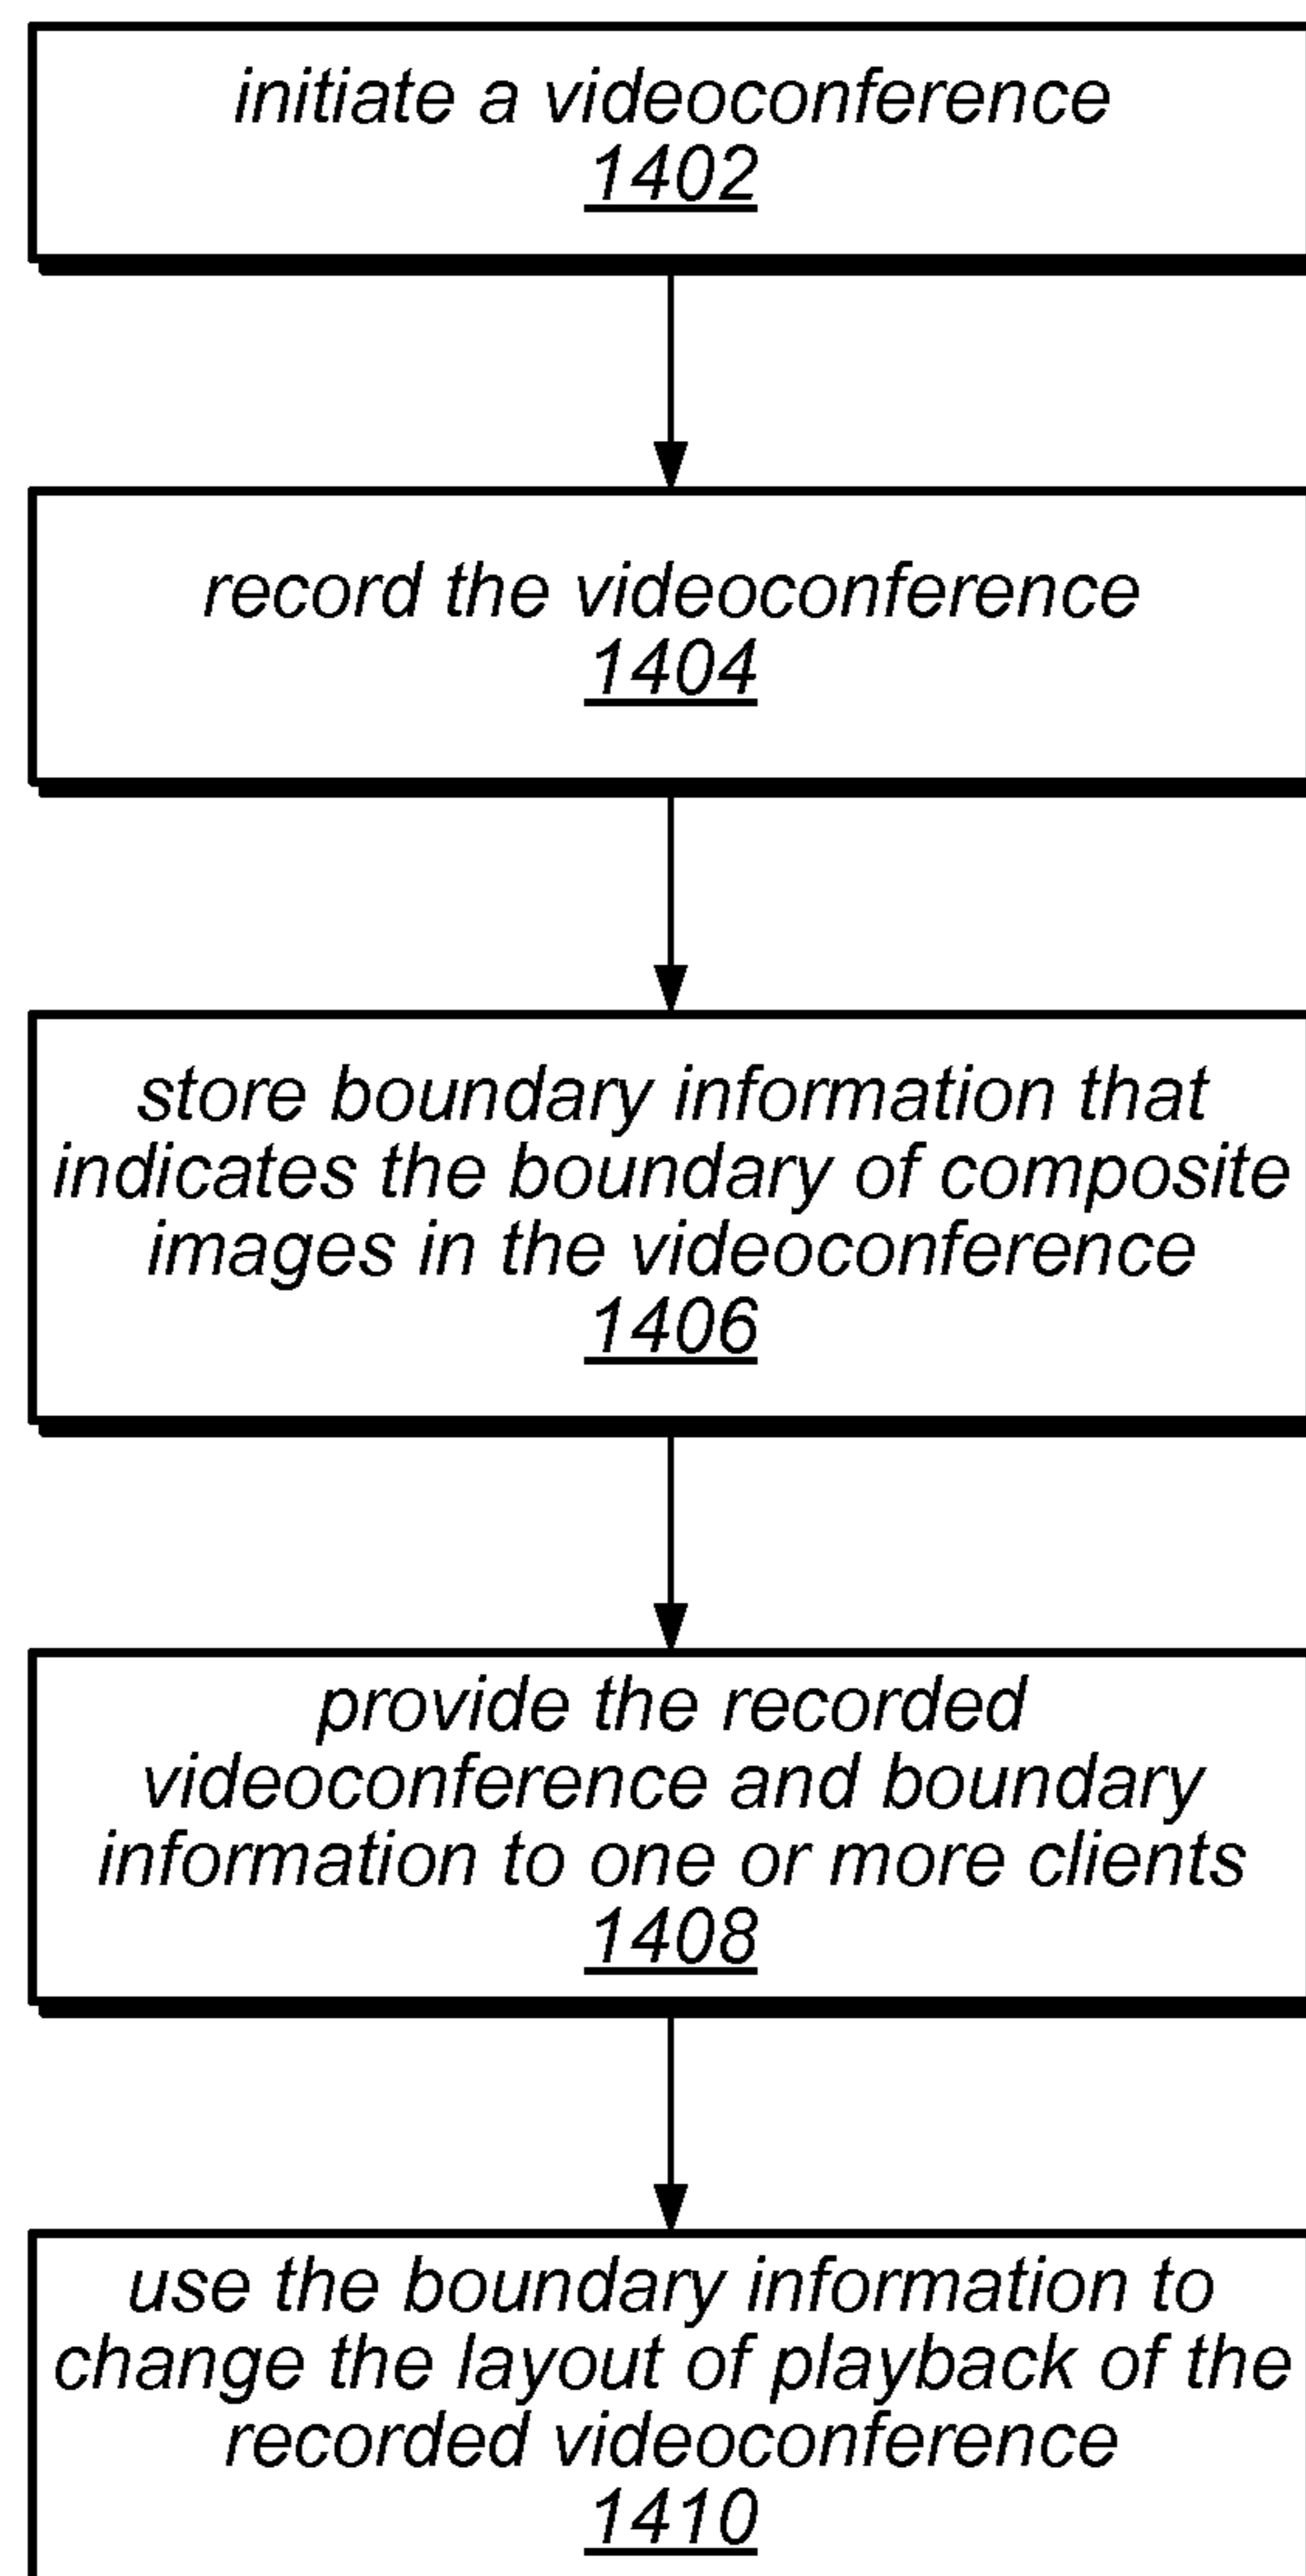 initiate a videoconference
1402
record the videoconference
1404
store boundary information that
indicates the boundary of composite
images in the videoconference
1406
provide the recorded
videoconference and boundary
information to one or more clients
1408
use the boundary information to
change the layout of playback of the
recorded videoconference
1410